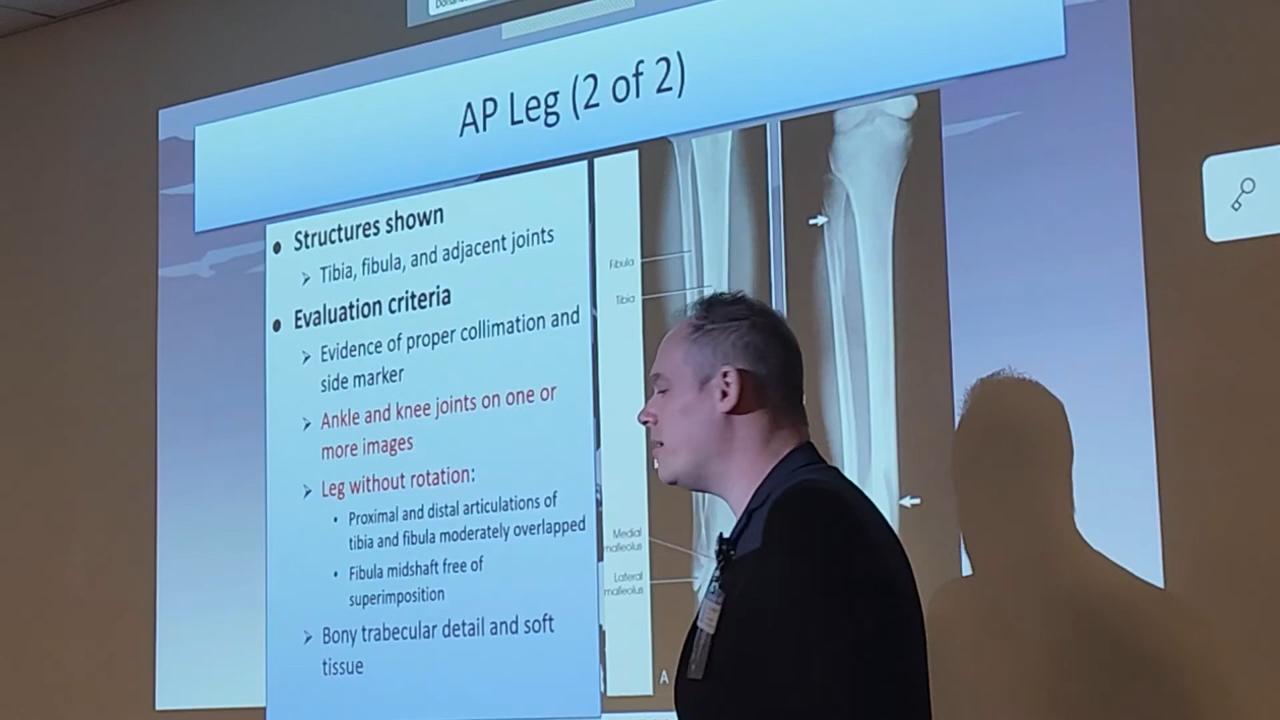 AP Leg (2 of 2)
Structures shown
Tibia, fibula, and adjacent joints
Evaluation criteria
Evidence of proper collimation and
side marker
Ankle and knee joints on one or
more images
Leg without rotation:
Proximal and distal articulations of
tibia and fibula moderately overlapped
Fibula midshaft free of
superimposition
Bony trabecular detail and soft
tissue
Fibula
Tibia
Medial
malleolus
Lateral
malleolus
A